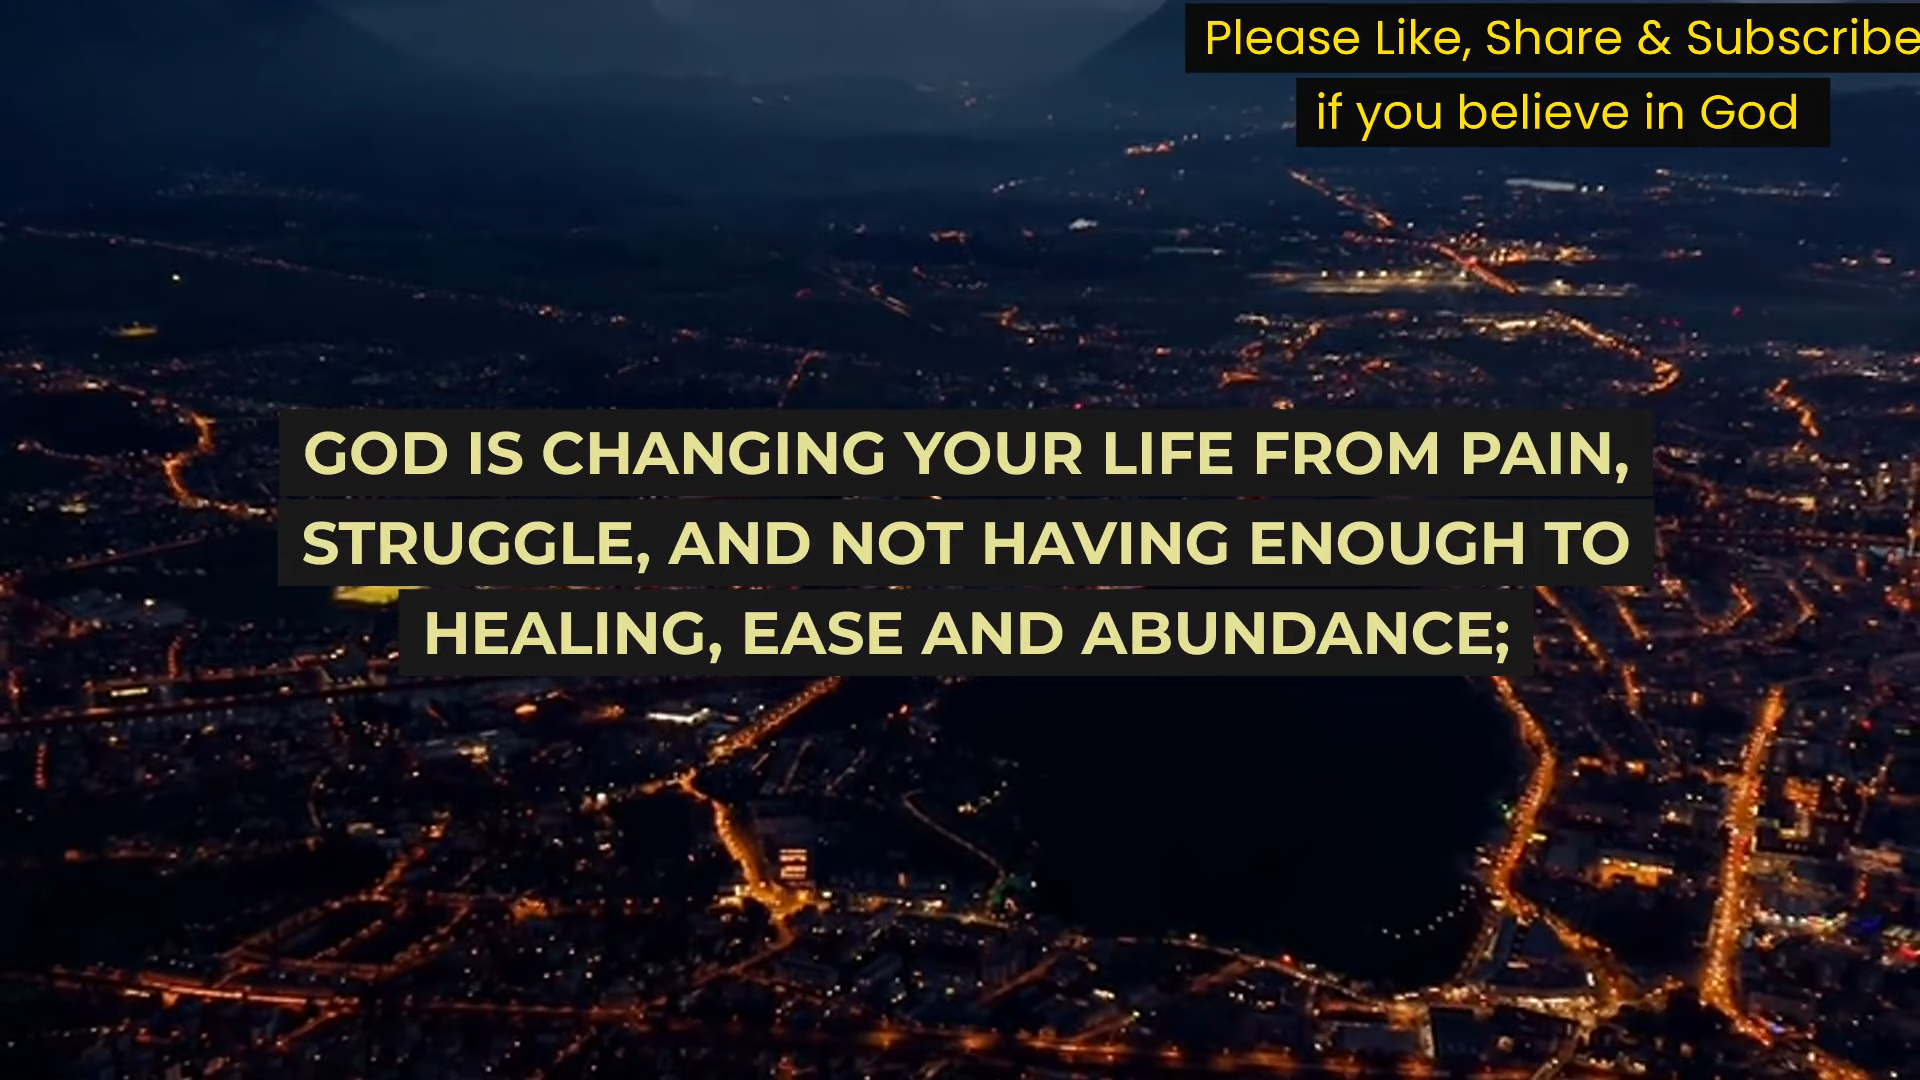 Please Like, Share & Subscribe
if you believe in God
GOD IS CHANGING YOUR LIFE FROM PAIN,
STRUGGLE, AND NOT HAVING ENOUGH TO
HEALING, EASE AND ABUNDANCE;